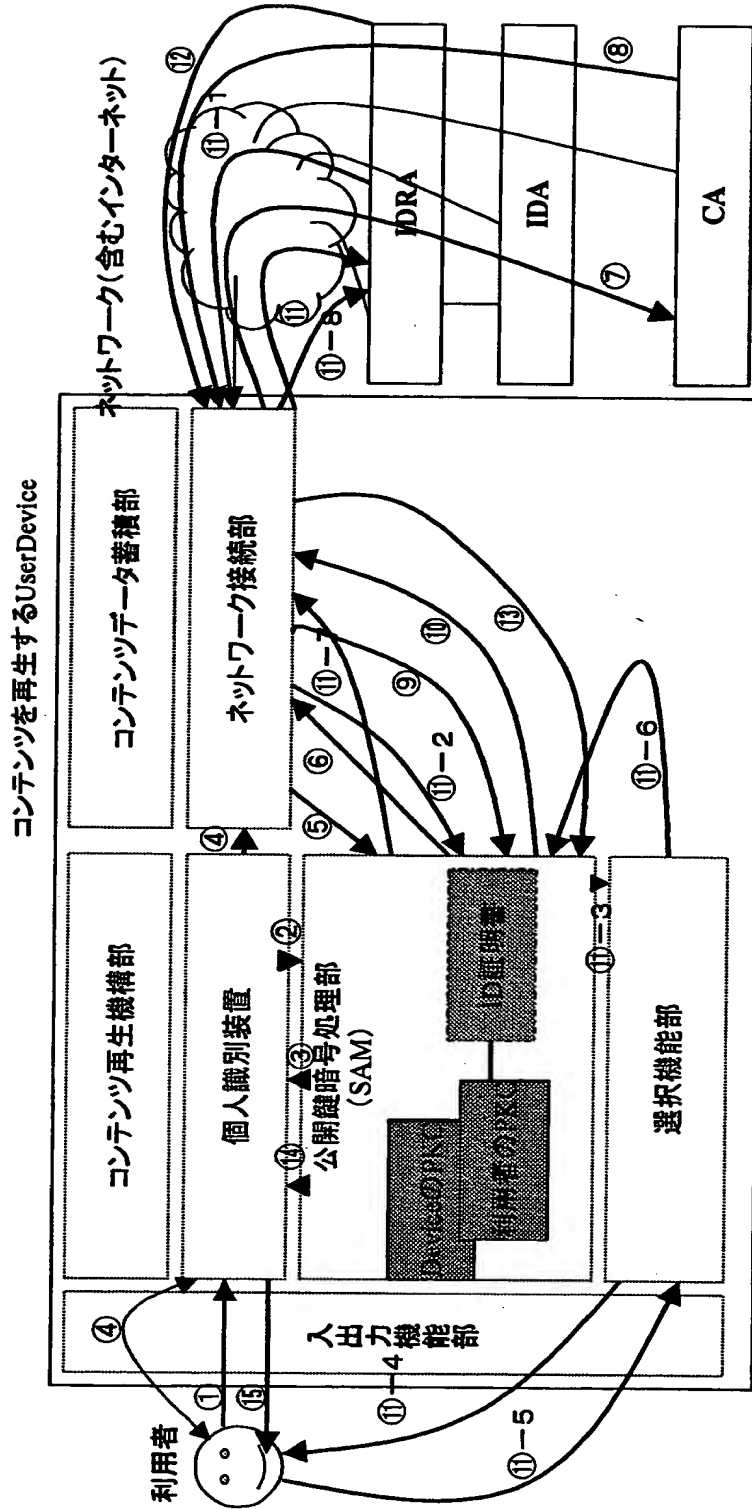 コンテンツを再生するUserDevice
ネットワーク(含むインターネット)
利用者
入出力機能部
コンテンツ再生機構部
コンテンツデータ蓄積部
個人識別装置
ネットワーク接続部
公開鍵暗号処理部
(SAM)
DeviceのPKC
利用者のPKC
ID証明書
選択機能部
IDRA
IDA
CA
①
⑮
④
④
②
③
⑭
⑤
⑥
⑪-7
⑪-2
⑨
⑩
⑬
⑪-3
⑪-6
⑪-4
⑪-5
⑫
⑪-1
⑪
⑪-8
⑧
⑦